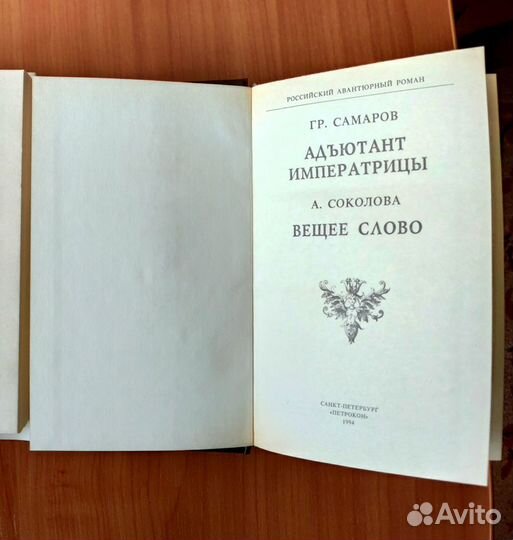 РОССИЙСКИЙ АВАНТЮРНЫЙ РОМАН
ГР. САМАРОВ
АДЪЮТАНТ
ИМПЕРАТРИЦЫ
А. СОКОЛОВА
ВЕЩЕЕ СЛОВО
САНКТ-ПЕТЕРБУРГ
«ПЕТРОКОН»
1994
Avito